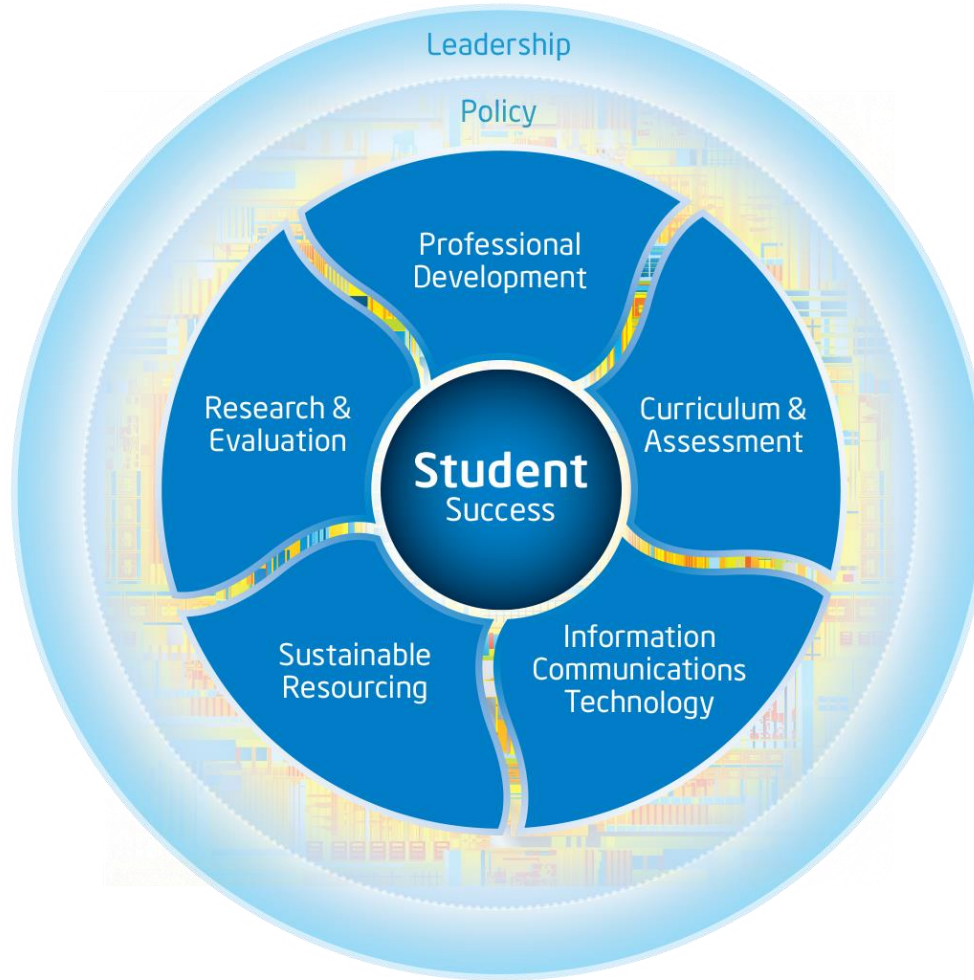 Leadership
Policy
Professional
Development
Research &
Evaluation
Curriculum &
Assessment
Student
Success
Sustainable
Resourcing
Information
Communications
Technology